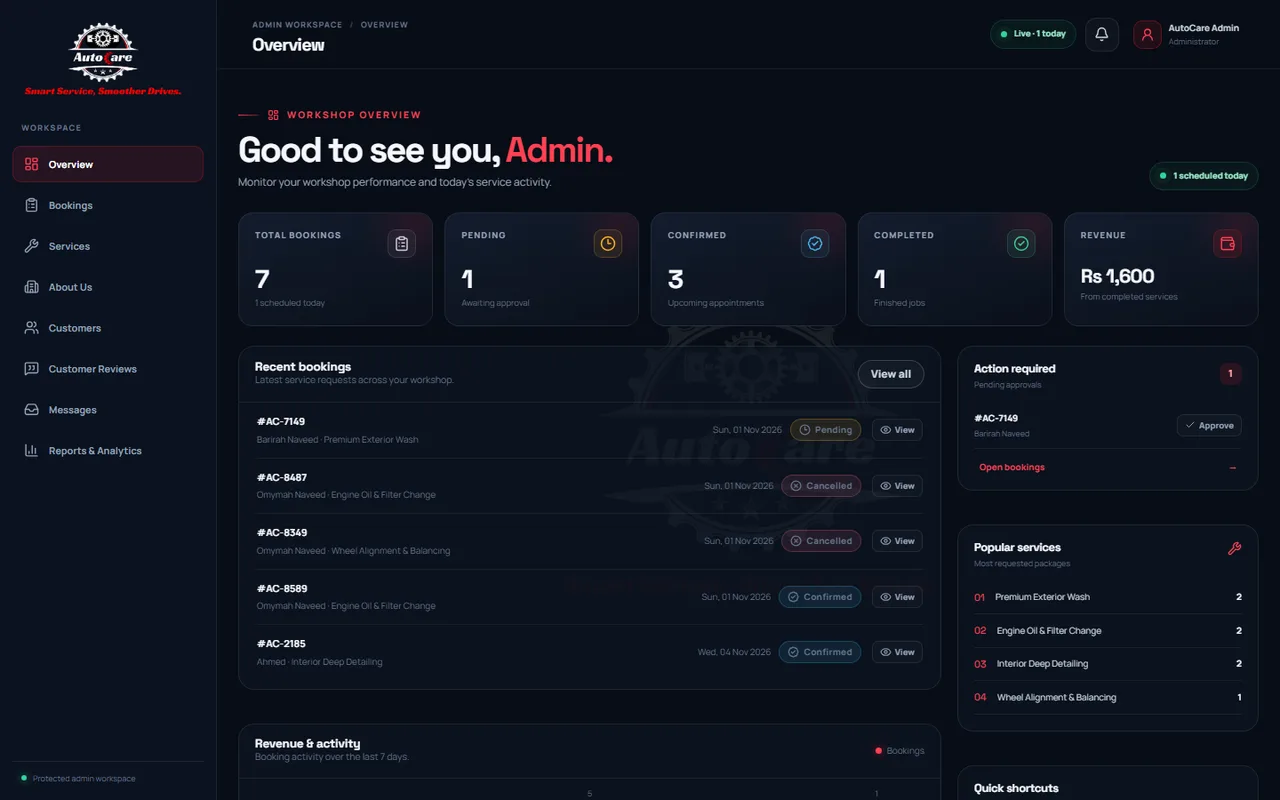 AutoCare
Smart Service, Smoother Drives.
WORKSPACE
Overview
Bookings
Services
About Us
Customers
Customer Reviews
Messages
Reports & Analytics
Protected admin workspace
ADMIN WORKSPACE / OVERVIEW
Overview
Live · 1 today
AutoCare Admin
Administrator
WORKSHOP OVERVIEW
Good to see you, Admin.
Monitor your workshop performance and today's service activity.
1 scheduled today
TOTAL BOOKINGS
7
1 scheduled today
PENDING
1
Awaiting approval
CONFIRMED
3
Upcoming appointments
COMPLETED
1
Finished jobs
REVENUE
Rs 1,600
From completed services
Recent bookings
Latest service requests across your workshop.
View all
#AC-7149
Barirah Naveed · Premium Exterior Wash
Sun, 01 Nov 2026 Pending View
#AC-8487
Omymah Naveed · Engine Oil & Filter Change
Sun, 01 Nov 2026 Cancelled View
#AC-8349
Omymah Naveed · Wheel Alignment & Balancing
Sun, 01 Nov 2026 Cancelled View
#AC-8589
Omymah Naveed · Engine Oil & Filter Change
Sun, 01 Nov 2026 Confirmed View
#AC-2185
Ahmed · Interior Deep Detailing
Wed, 04 Nov 2026 Confirmed View
AutoCare
Revenue & activity
Booking activity over the last 7 days.
Bookings
5 1
Action required
Pending approvals
1
#AC-7149
Barirah Naveed
Approve
Open bookings →
Popular services
Most requested packages
01 Premium Exterior Wash 2
02 Engine Oil & Filter Change 2
03 Interior Deep Detailing 2
04 Wheel Alignment & Balancing 1
Quick shortcuts